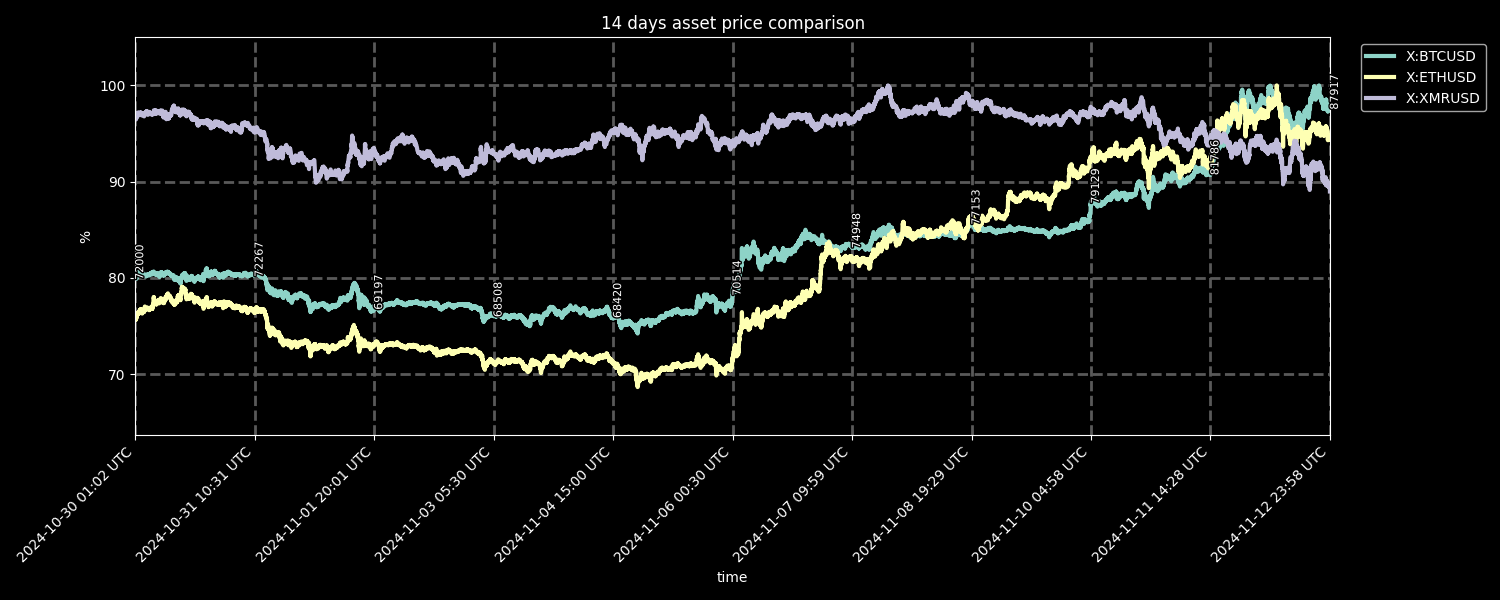 14 days asset price comparison
X:BTCUSD
X:ETHUSD
X:XMRUSD
%
100
90
80
70
72000
72267
69197
68508
68420
70514
74948
77153
79129
81786
87917
2024-10-30 01:02 UTC
2024-10-31 10:31 UTC
2024-11-01 20:01 UTC
2024-11-03 05:30 UTC
2024-11-04 15:00 UTC
2024-11-06 00:30 UTC
2024-11-07 09:59 UTC
2024-11-08 19:29 UTC
2024-11-10 04:58 UTC
2024-11-11 14:28 UTC
2024-11-12 23:58 UTC
time